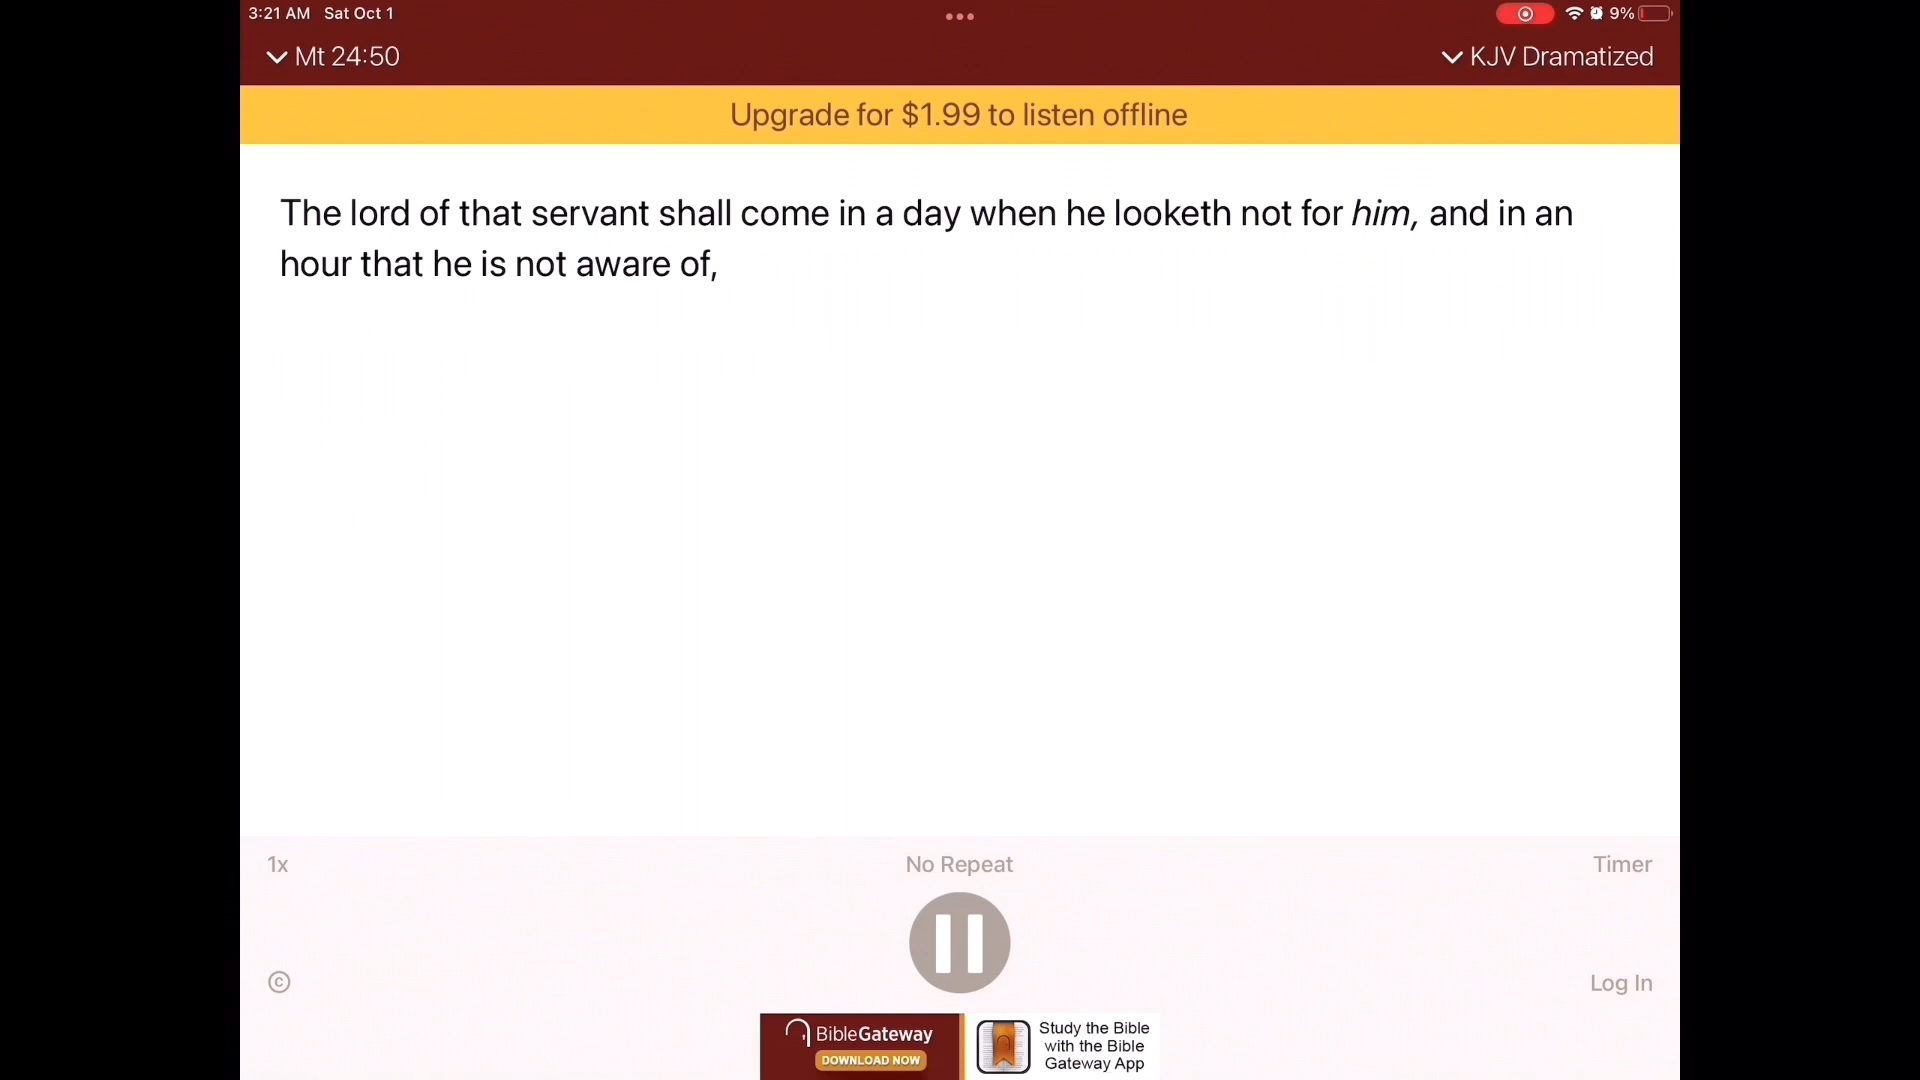 3:21 AM Sat Oct 1
9%
Mt 24:50
KJV Dramatized
Upgrade for $1.99 to listen offline
The lord of that servant shall come in a day when he looketh not for him, and in an
hour that he is not aware of,
1x
No Repeat
Timer
©
Log In
BibleGateway
DOWNLOAD NOW
Study the Bible
with the Bible
Gateway App